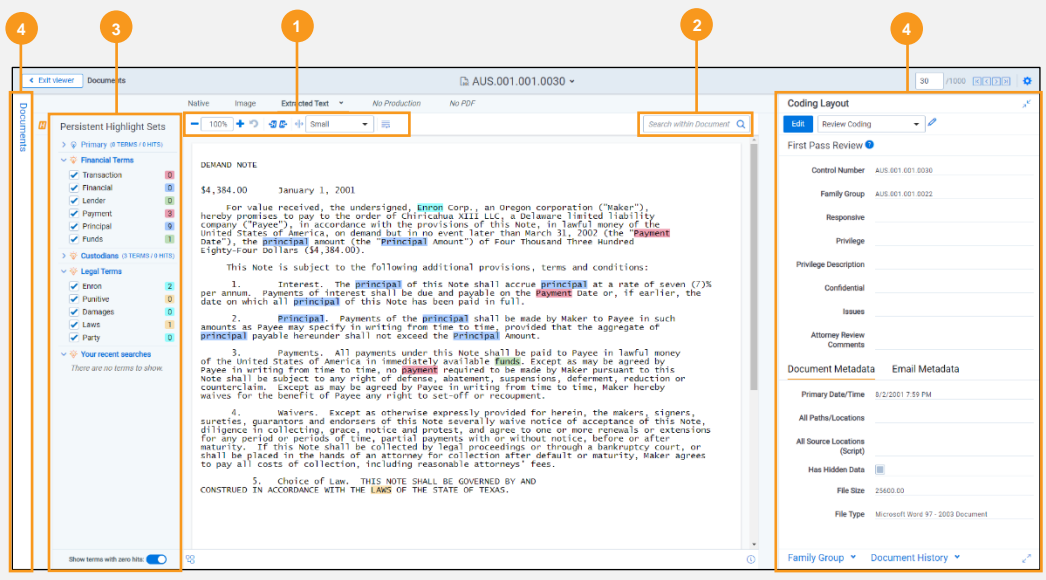 4
3
1
2
4
Exit viewer
Documents
AUS.001.001.0030
30 /1000
Documents
Native Image Extracted Text No Production No PDF
100% Small
Search within Document
Persistent Highlight Sets
Primary (0 TERMS / 0 HITS)
Financial Terms
Transaction 0
Financial 0
Lender 0
Payment 3
Principal 9
Funds 1
Custodians (0 TERMS / 0 HITS)
Legal Terms
Enron 2
Punitive 0
Damages 0
Laws 1
Party 0
Your recent searches
There are no terms to show.
Show terms with zero hits:
DEMAND NOTE
$4,384.00 January 1, 2001
For value received, the undersigned, Enron Corp., an Oregon corporation ("Maker"),
hereby promises to pay to the order of Chiricahua XIII LLC, a Delaware limited liability
company ("Payee"), in accordance with the provisions of this Note, in lawful money of the
United States of America, on demand but in no event later than March 31, 2002 (the "Payment
Date"), the principal amount (the "Principal Amount") of Four Thousand Three Hundred
Eighty-Four Dollars ($4,384.00).
This Note is subject to the following additional provisions, terms and conditions:
1. Interest. The principal of this Note shall accrue principal at a rate of seven (7)%
per annum. Payments of interest shall be due and payable on the Payment Date or, if earlier, the
date on which all principal of this Note has been paid in full.
2. Principal. Payments of the principal shall be made by Maker to Payee in such
amounts as Payee may specify in writing from time to time, provided that the aggregate of
principal payable hereunder shall not exceed the Principal Amount.
3. Payments. All payments under this Note shall be paid to Payee in lawful money
of the United States of America in immediately available funds. Except as may be agreed by
Payee in writing from time to time, no payment required to be made by Maker pursuant to this
Note shall be subject to any right of defense, abatement, suspensions, deferment, reduction or
counterclaim. Except as may be agreed by Payee in writing from time to time, Maker hereby
waives for the benefit of Payee any right to set-off or recoupment.
4. Waivers. Except as otherwise expressly provided for herein, the makers, signers,
sureties, guarantors and endorsers of this Note severally waive notice of acceptance of this Note,
diligence in collecting, grace, notice and protest, and agree to one or more renewals or extensions
for any period or periods of time, partial payments with or without notice, before or after
maturity. If this Note shall be collected by legal proceedings or through a bankruptcy court, or
shall be placed in the hands of an attorney for collection after default or maturity, Maker agrees
to pay all costs of collection, including reasonable attorneys' fees.
5. Choice of Law. THIS NOTE SHALL BE GOVERNED BY AND
CONSTRUED IN ACCORDANCE WITH THE LAWS OF THE STATE OF TEXAS.
Coding Layout
Edit Review Coding
First Pass Review
Control Number AUS.001.001.0030
Family Group AUS.001.001.0022
Responsive
Privilege
Privilege Description
Confidential
Issues
Attorney Review
Comments
Document Metadata Email Metadata
Primary Date/Time 8/2/2001 7:59 PM
All Paths/Locations
All Source Locations
(Script)
Has Hidden Data
File Size 25600.00
File Type Microsoft Word 97 - 2003 Document
Family Group Document History